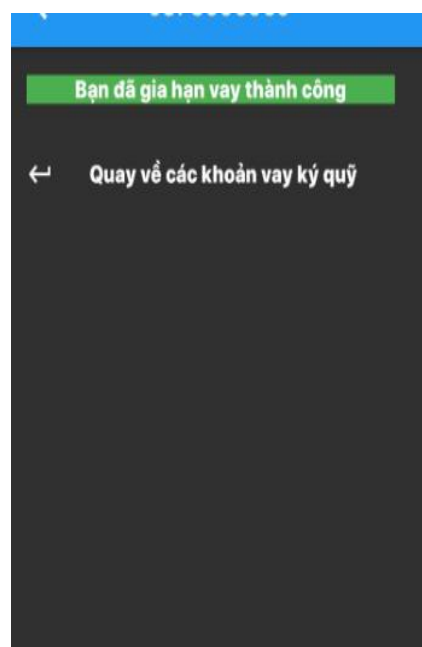 Bạn đã gia hạn vay thành công
Quay về các khoản vay ký quỹ